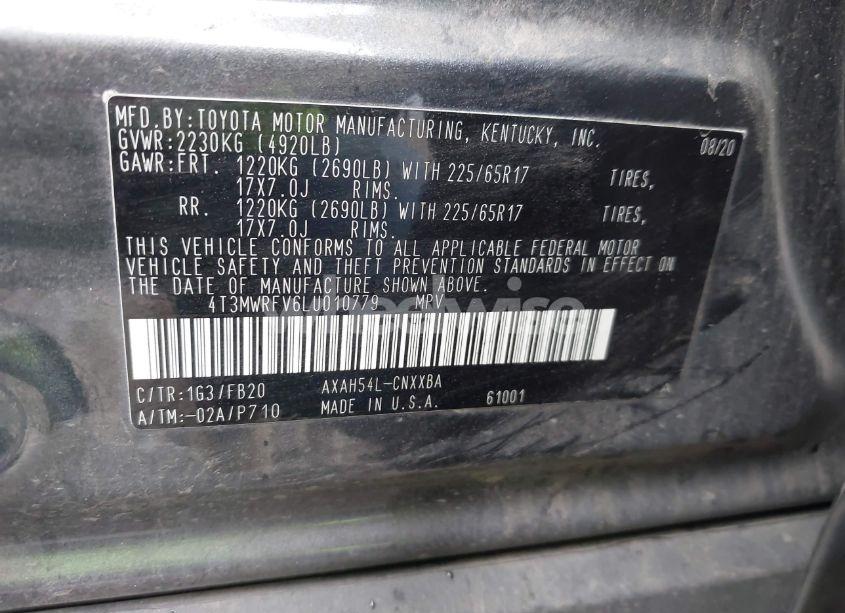 MFD.BY:TOYOTA MOTOR MANUFACTURING, KENTUCKY, INC. 08/20
GVWR:2230KG (4920LB)
GAWR:FRT. 1220KG (2690LB) WITH 225/65R17 TIRES,
17X7.0J RIMS.
RR. 1220KG (2690LB) WITH 225/65R17 TIRES,
17X7.0J RIMS.
THIS VEHICLE CONFORMS TO ALL APPLICABLE FEDERAL MOTOR
VEHICLE SAFETY AND THEFT PREVENTION STANDARDS IN EFFECT ON
THE DATE OF MANUFACTURE SHOWN ABOVE.
4T3MWRFV6LU010779 MPV
C/TR:1G3/FB20 AXAH54L-CNXXBA
A/TM:-02A/P710 MADE IN U.S.A. 61001